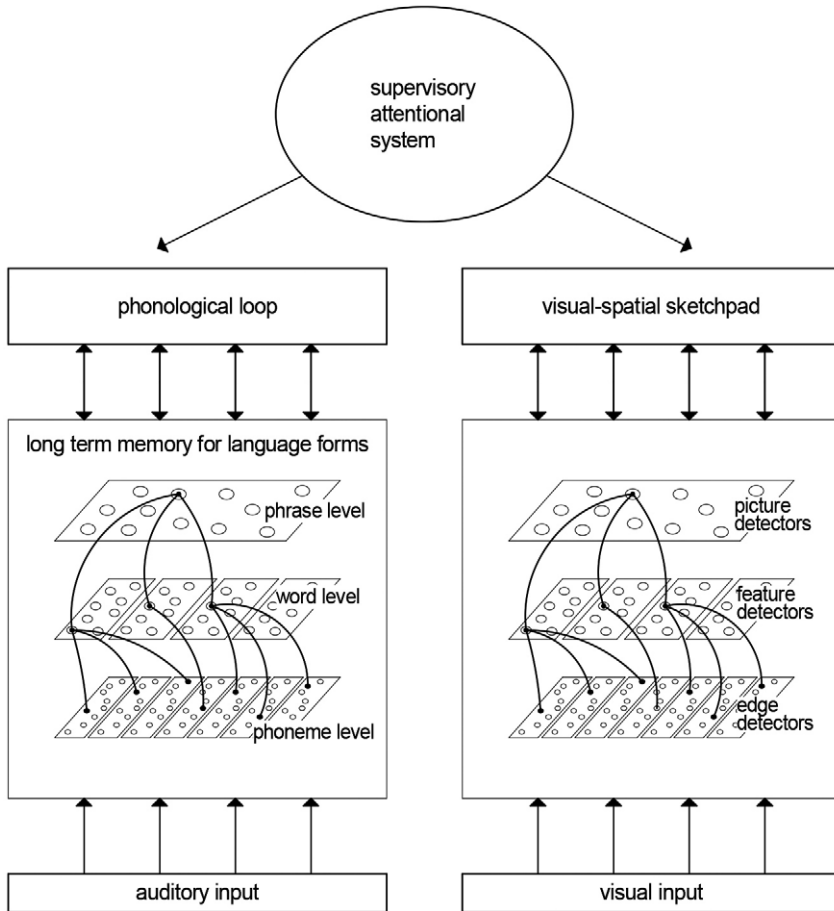 supervisory
attentional
system
phonological loop
visual-spatial sketchpad
long term memory for language forms
phrase level
word level
phoneme level
picture
detectors
feature
detectors
edge
detectors
auditory input
visual input